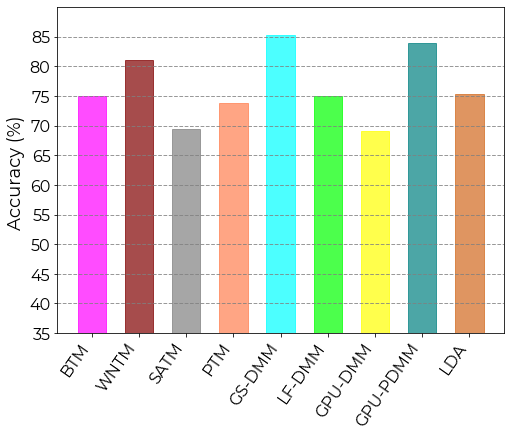 Accuracy (%)
85
80
75
70
65
60
55
50
45
40
35
BTM
WNTM
SATM
PTM
GS-DMM
LF-DMM
GPU-DMM
GPU-PDMM
LDA